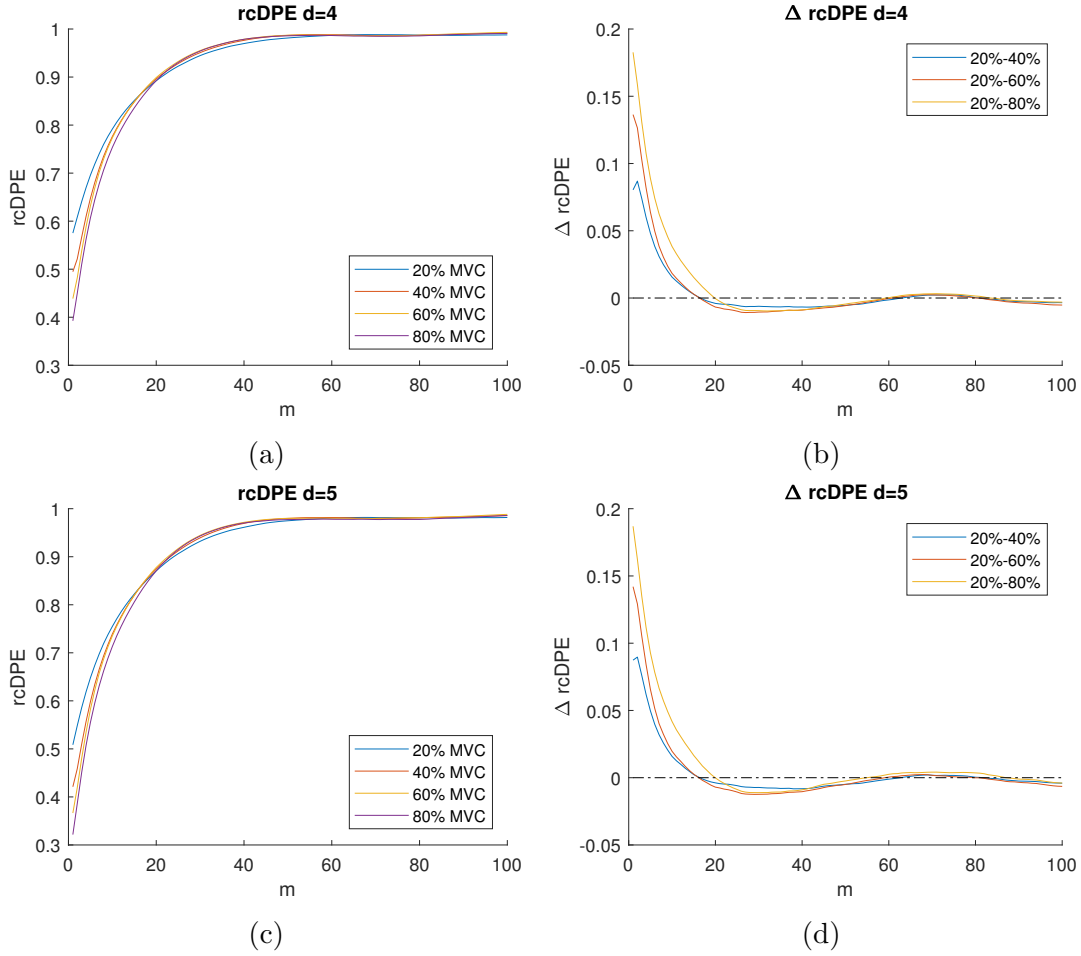 rcDPE d=4
rcDPE
1
0.9
0.8
0.7
0.6
0.5
0.4
0.3
0 20 40 60 80 100
m
20% MVC
40% MVC
60% MVC
80% MVC
(a)
Δ rcDPE d=4
Δ rcDPE
0.2
0.15
0.1
0.05
0
-0.05
0 20 40 60 80 100
m
20%-40%
20%-60%
20%-80%
(b)
rcDPE d=5
rcDPE
1
0.9
0.8
0.7
0.6
0.5
0.4
0.3
0 20 40 60 80 100
m
20% MVC
40% MVC
60% MVC
80% MVC
(c)
Δ rcDPE d=5
Δ rcDPE
0.2
0.15
0.1
0.05
0
-0.05
0 20 40 60 80 100
m
20%-40%
20%-60%
20%-80%
(d)